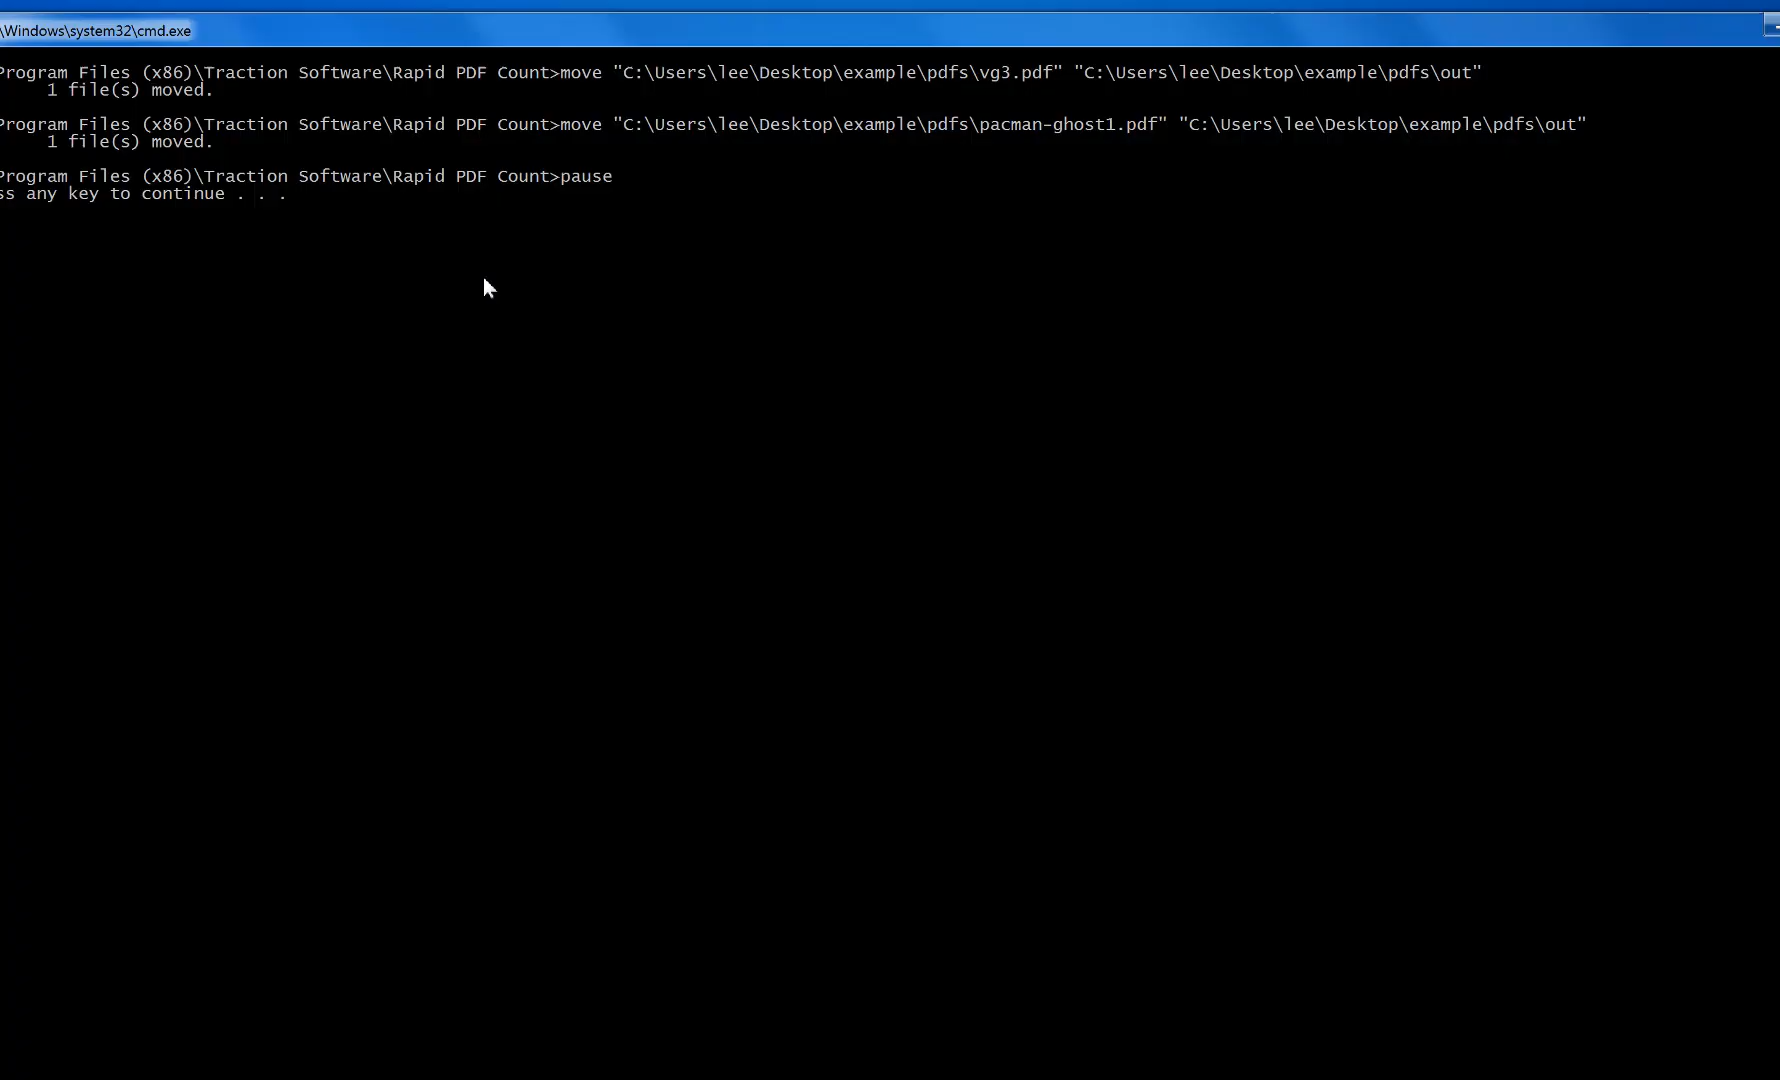 \Windows\system32\cmd.exe
Program Files (x86)\Traction Software\Rapid PDF Count>move "C:\Users\lee\Desktop\example\pdfs\vg3.pdf" "C:\Users\lee\Desktop\example\pdfs\out"
1 file(s) moved.
Program Files (x86)\Traction Software\Rapid PDF Count>move "C:\Users\lee\Desktop\example\pdfs\pacman-ghost1.pdf" "C:\Users\lee\Desktop\example\pdfs\out"
1 file(s) moved.
Program Files (x86)\Traction Software\Rapid PDF Count>pause
ss any key to continue . . .